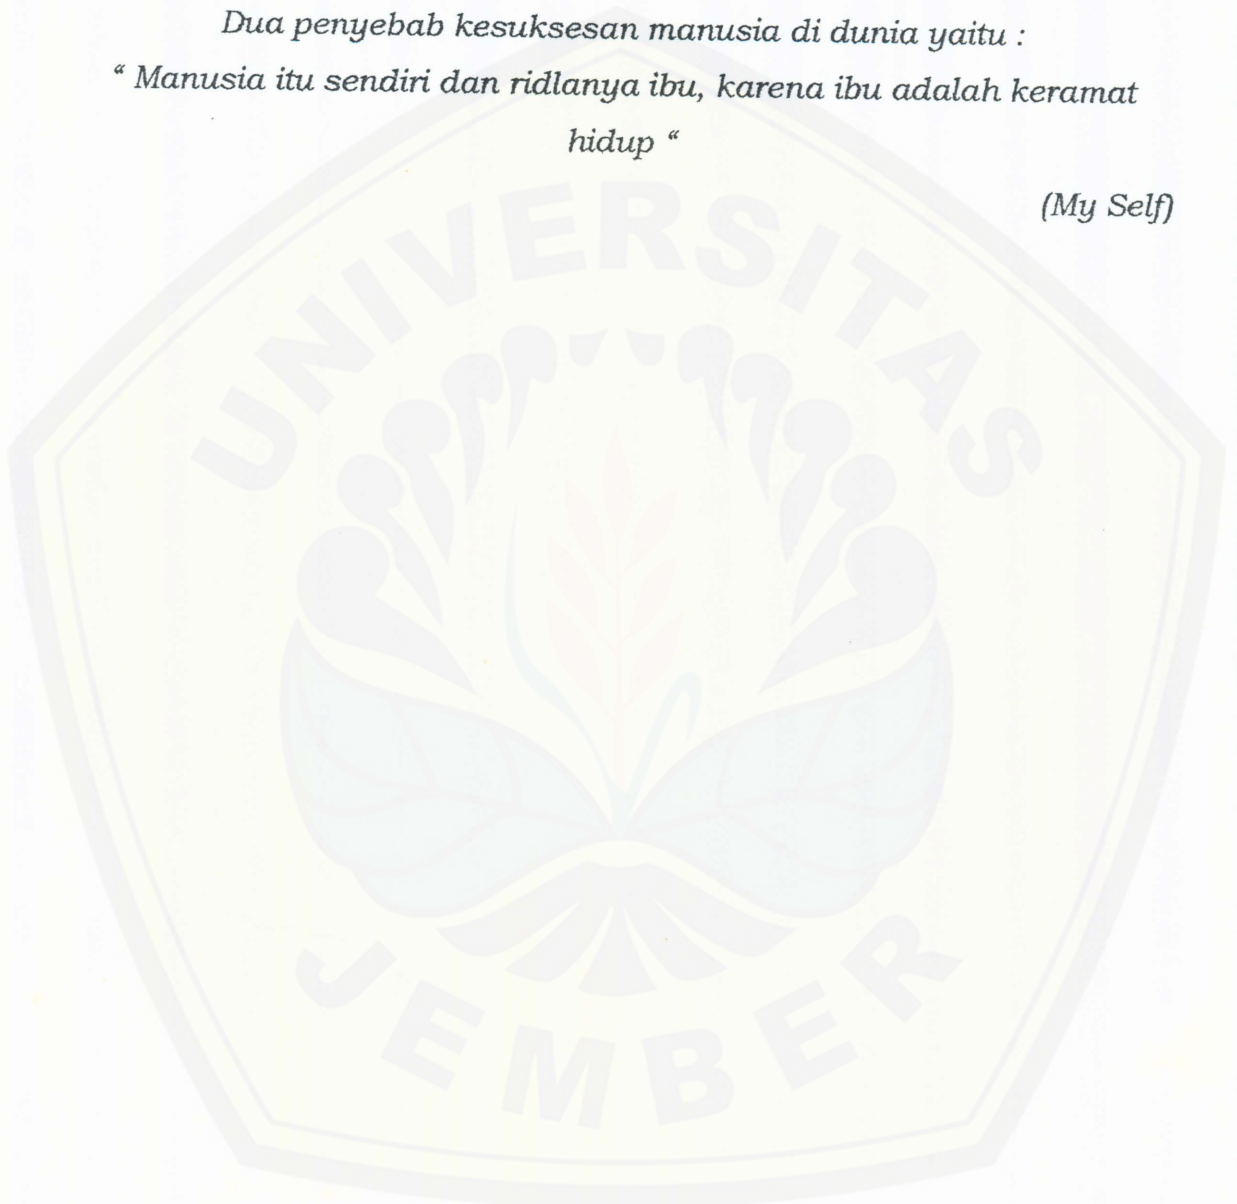 Dua penyebab kesuksesan manusia di dunia yaitu :
“ Manusia itu sendiri dan ridlanya ibu, karena ibu adalah keramat
hidup “
(My Self)
UNIVERSITAS
JEMBER